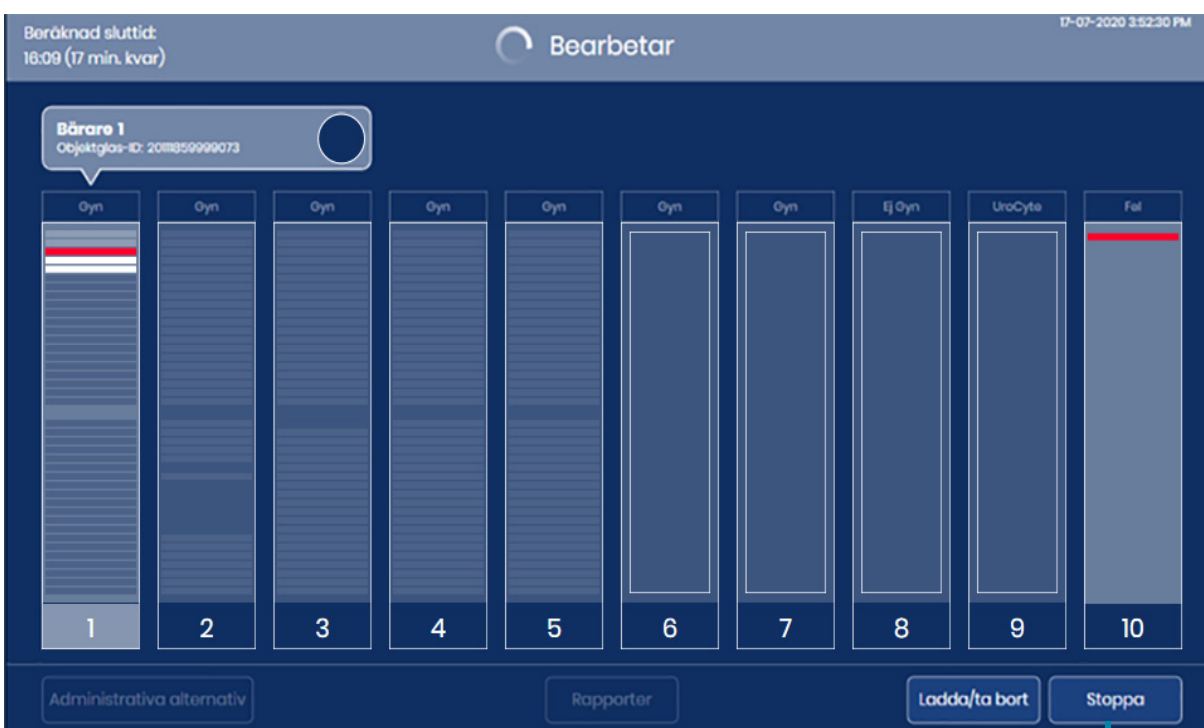 Beräknad sluttid:
16:09 (17 min. kvar)
Bearbetar
17-07-2020 3:52:30 PM
Bärare 1
Objektglas-ID: 20111859999073
Gyn Gyn Gyn Gyn Gyn Gyn Gyn Ej Gyn UroCyte Fel
1 2 3 4 5 6 7 8 9 10
Administrativa alternativ Rapporter Ladda/ta bort Stoppa